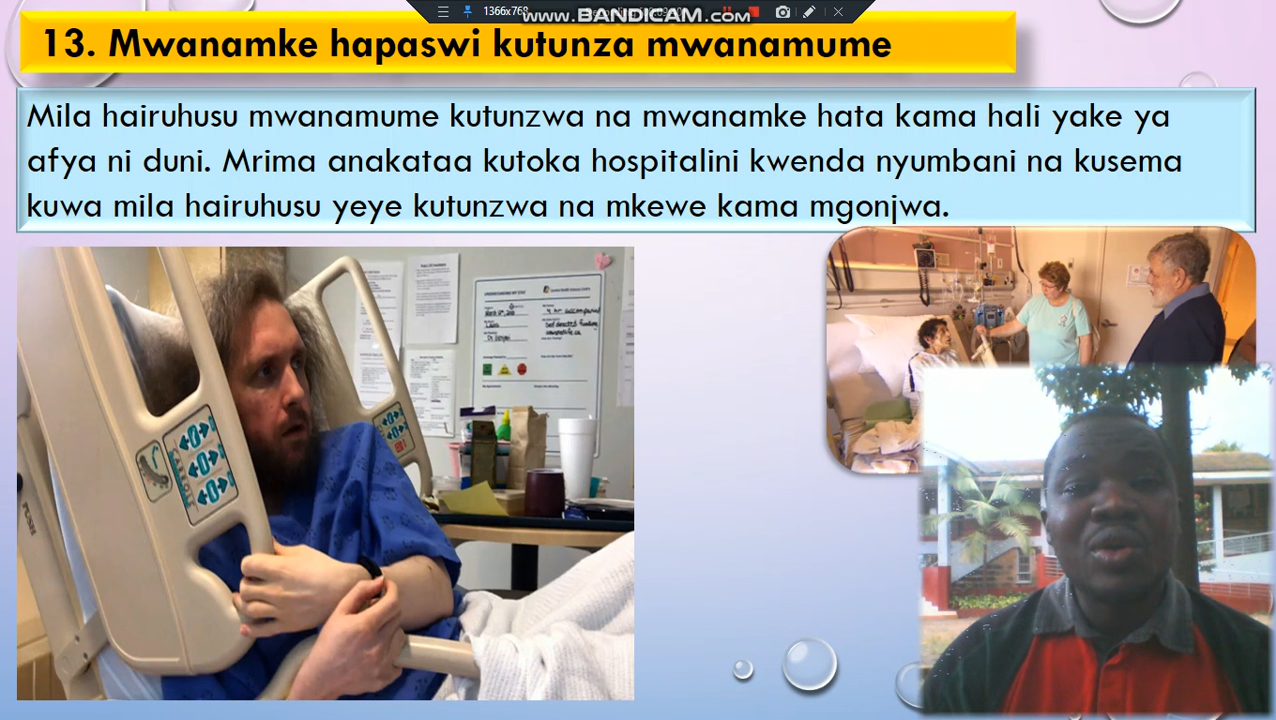 1366x768
www.BANDICAM.com
13. Mwanamke hapaswi kutunza mwanamume
Mila hairuhusu mwanamume kutunzwa na mwanamke hata kama hali yake ya
afya ni duni. Mrima anakataa kutoka hospitalini kwenda nyumbani na kusema
kuwa mila hairuhusu yeye kutunzwa na mkewe kama mgonjwa.